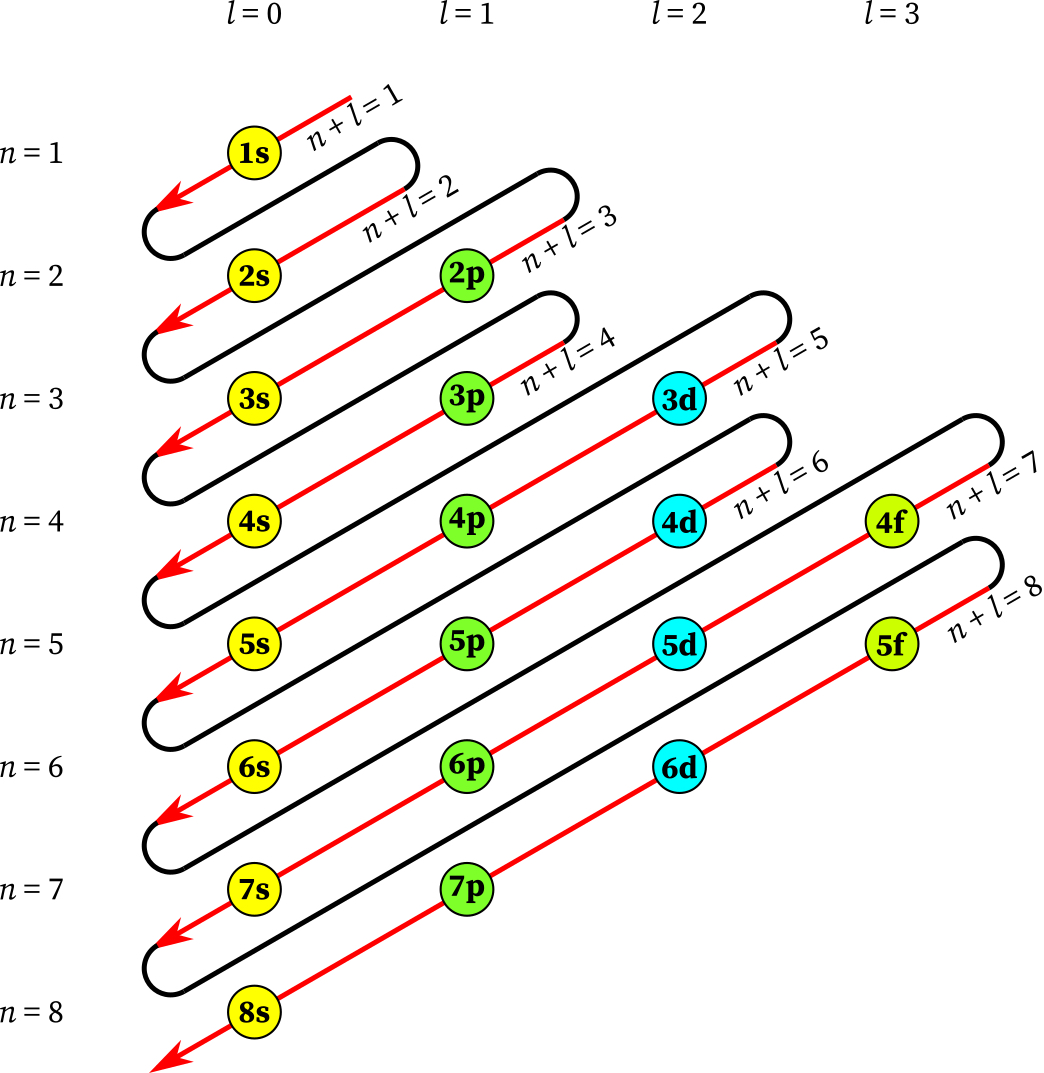 l = 0 l = 1 l = 2 l = 3
n + l = 1
n = 1 1s
n + l = 2
n + l = 3
n = 2 2s 2p
n + l = 4
n + l = 5
n = 3 3s 3p 3d
n + l = 6
n + l = 7
n = 4 4s 4p 4d 4f
n + l = 8
n = 5 5s 5p 5d 5f
n = 6 6s 6p 6d
n = 7 7s 7p
n = 8 8s